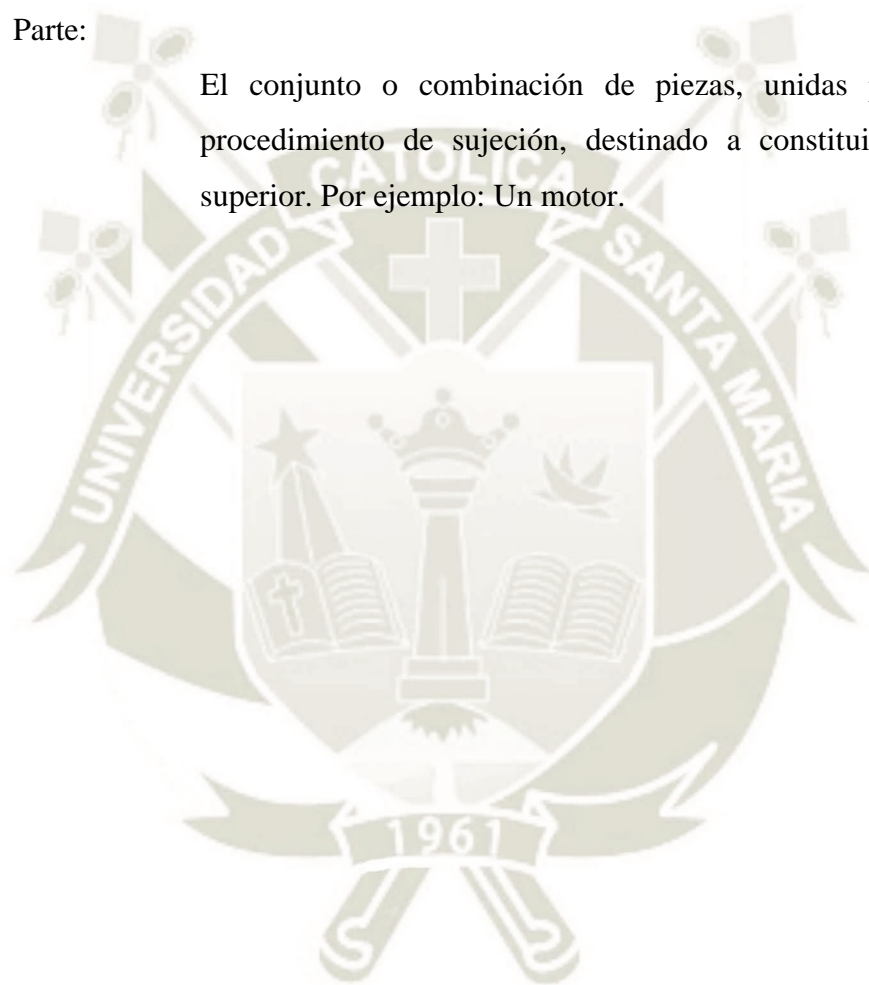 Parte:
El conjunto o combinación de piezas, unidas
procedimiento de sujeción, destinado a constitui
superior. Por ejemplo: Un motor.
UNIVERSIDAD CATOLICA SANTA MARIA
1961